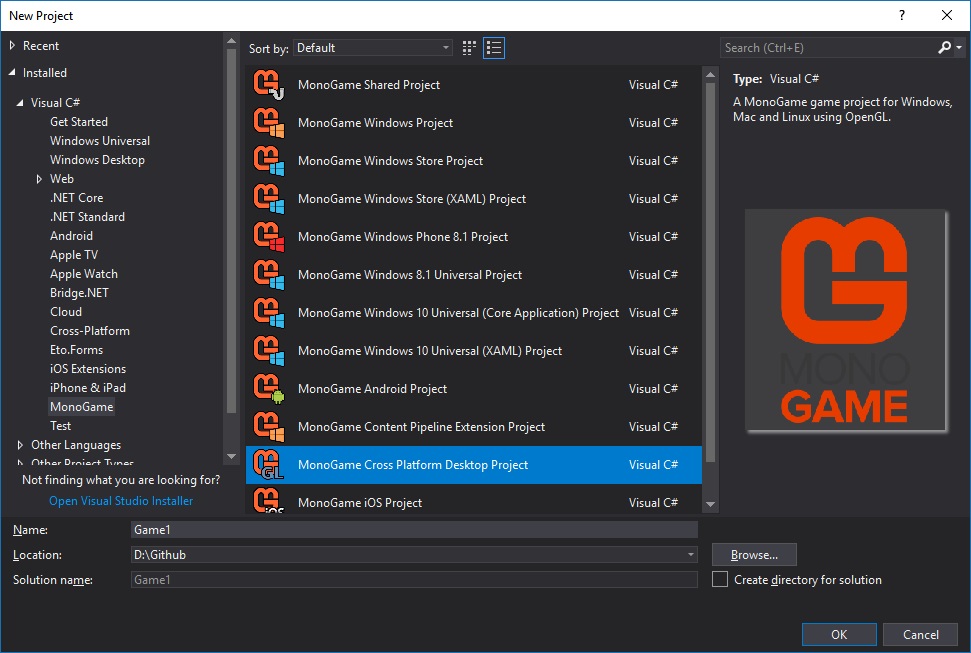 New Project
?
Recent
Installed
Visual C#
Get Started
Windows Universal
Windows Desktop
Web
.NET Core
.NET Standard
Android
Apple TV
Apple Watch
Bridge.NET
Cloud
Cross-Platform
Eto.Forms
iOS Extensions
iPhone & iPad
MonoGame
Test
Other Languages
Other Project Types
Not finding what you are looking for?
Open Visual Studio Installer
Sort by: Default
MonoGame Shared Project Visual C#
MonoGame Windows Project Visual C#
MonoGame Windows Store Project Visual C#
MonoGame Windows Store (XAML) Project Visual C#
MonoGame Windows Phone 8.1 Project Visual C#
MonoGame Windows 8.1 Universal Project Visual C#
MonoGame Windows 10 Universal (Core Application) Project Visual C#
MonoGame Windows 10 Universal (XAML) Project Visual C#
MonoGame Android Project Visual C#
MonoGame Content Pipeline Extension Project Visual C#
GL MonoGame Cross Platform Desktop Project Visual C#
iOS MonoGame iOS Project Visual C#
Search (Ctrl+E)
Type: Visual C#
A MonoGame game project for Windows,
Mac and Linux using OpenGL.
MONO
GAME
Name: Game1
Location: D:\Github Browse...
Solution name: Game1 Create directory for solution
OK Cancel